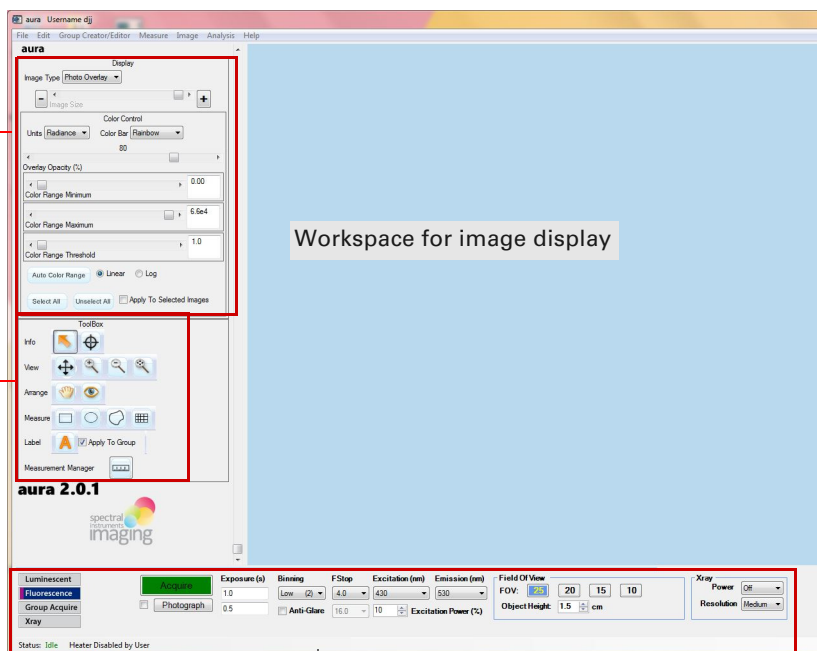 aura Username djj
File Edit Group Creator/Editor Measure Image Analysis Help
aura
Display
Image Type Photo Overlay
- +
Image Size
Color Control
Units Radiance Color Bar Rainbow
80
Overlay Opacity (%)
0.00
Color Range Minimum
6.6e4
Color Range Maximum
1.0
Color Range Threshold
Auto Color Range Linear Log
Select All Unselect All Apply To Selected Images
Workspace for image display
ToolBox
Info
View
Arrange
Measure
Label A Apply To Group
Measurement Manager
aura 2.0.1
spectral
instruments
imaging
Luminescent
Fluorescence
Group Acquire
Xray
Acquire
Photograph
Exposure (s) Binning FStop Excitation (nm) Emission (nm)
1.0 Low (2) 4.0 430 530
0.5 Anti-Glare 16.0 10 Excitation Power (%)
Field Of View
FOV: 25 20 15 10
Object Height: 1.5 cm
Xray
Power Off
Resolution Medium
Status: Idle Heater Disabled by User